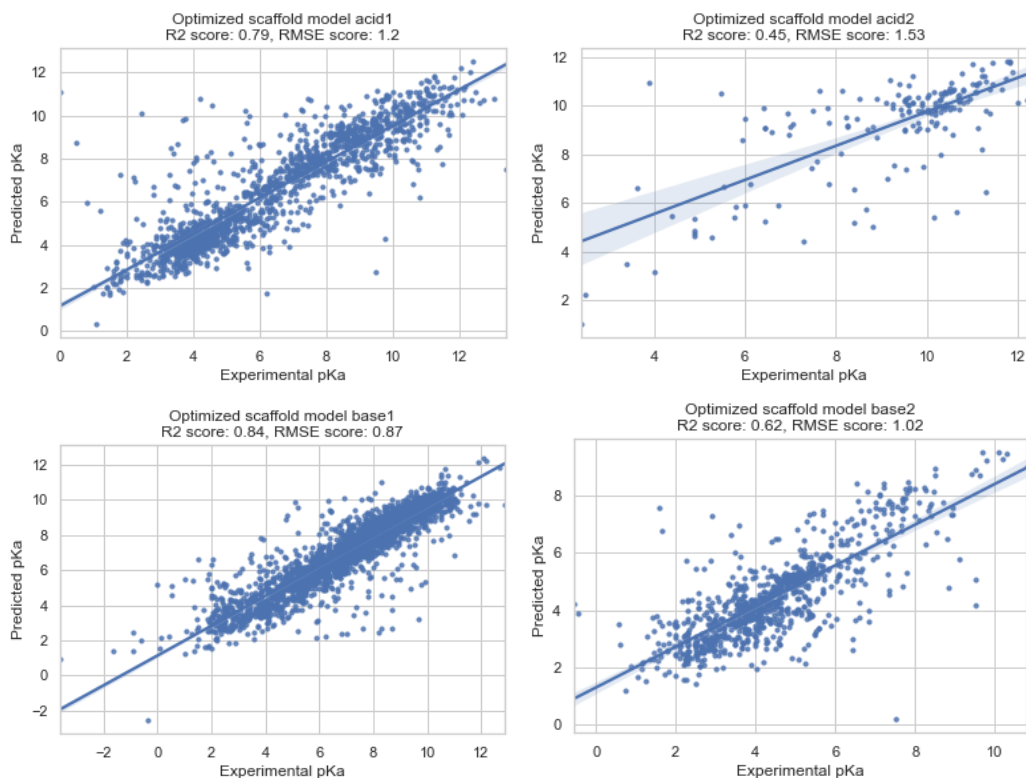 Optimized scaffold model acid1
R2 score: 0.79, RMSE score: 1.2
12
10
8
6
4
2
0
Predicted pKa
0 2 4 6 8 10 12
Experimental pKa
Optimized scaffold model acid2
R2 score: 0.45, RMSE score: 1.53
12
10
8
6
4
2
Predicted pKa
4 6 8 10 12
Experimental pKa
Optimized scaffold model base1
R2 score: 0.84, RMSE score: 0.87
12
10
8
6
4
2
0
−2
Predicted pKa
−2 0 2 4 6 8 10 12
Experimental pKa
Optimized scaffold model base2
R2 score: 0.62, RMSE score: 1.02
8
6
4
2
0
Predicted pKa
0 2 4 6 8 10
Experimental pKa